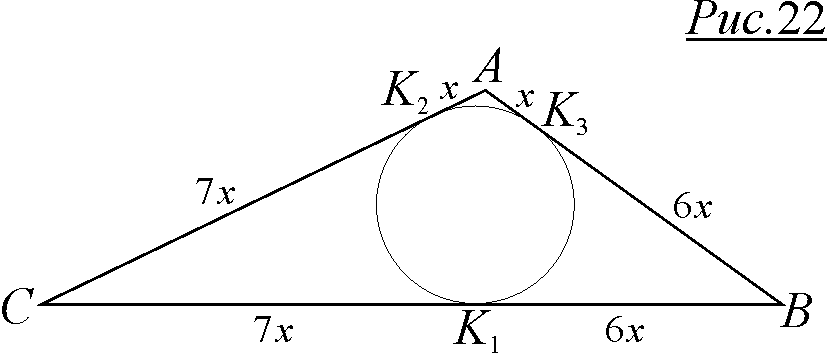 Рис.22
A
K₂ x x K₃
7x 6x
C B
7x K₁ 6x